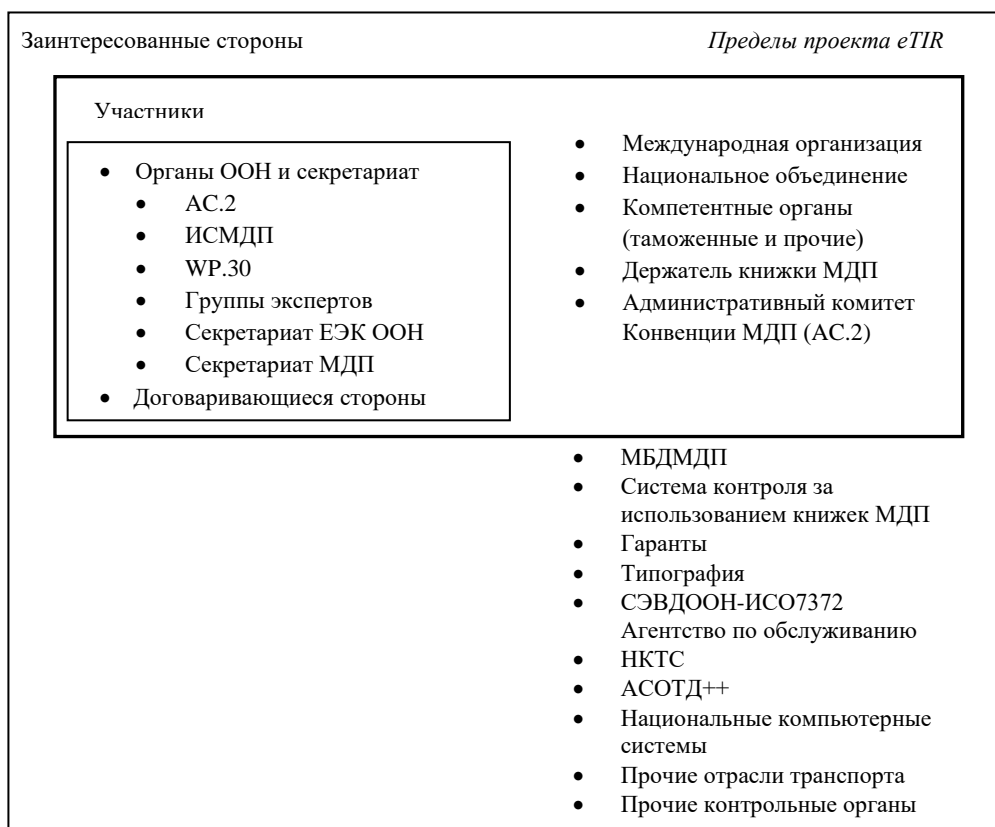 Заинтересованные стороны
Пределы проекта eTIR
Участники
• Органы ООН и секретариат
• AC.2
• ИСМДП
• WP.30
• Группы экспертов
• Секретариат ЕЭК ООН
• Секретариат МДП
• Договаривающиеся стороны
• Международная организация
• Национальное объединение
• Компетентные органы
(таможенные и прочие)
• Держатель книжки МДП
• Административный комитет
Конвенции МДП (AC.2)
• МБДМДП
• Система контроля за
использованием книжек МДП
• Гаранты
• Типография
• СЭВДООН-ИСО7372
Агентство по обслуживанию
• НКТС
• АСОТД++
• Национальные компьютерные
системы
• Прочие отрасли транспорта
• Прочие контрольные органы